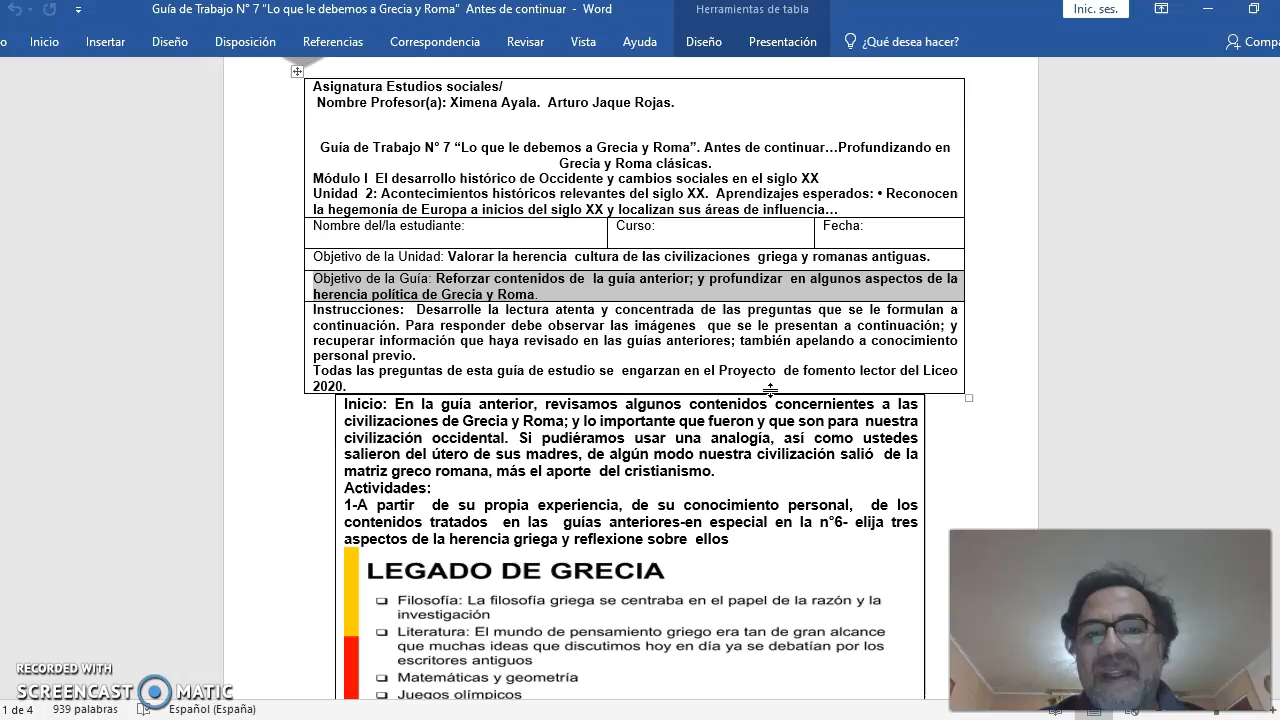 Guía de Trabajo N° 7 “Lo que le debemos a Grecia y Roma” Antes de continuar - Word
Herramientas de tabla
Inic. ses.
o Inicio Insertar Diseño Disposición Referencias Correspondencia Revisar Vista Ayuda Diseño Presentación ¿Qué desea hacer? Compa
Asignatura Estudios sociales/
Nombre Profesor(a): Ximena Ayala. Arturo Jaque Rojas.
Guía de Trabajo N° 7 “Lo que le debemos a Grecia y Roma”. Antes de continuar…Profundizando en
Grecia y Roma clásicas.
Módulo I El desarrollo histórico de Occidente y cambios sociales en el siglo XX
Unidad 2: Acontecimientos históricos relevantes del siglo XX. Aprendizajes esperados: • Reconocen
la hegemonía de Europa a inicios del siglo XX y localizan sus áreas de influencia…
Nombre del/la estudiante: Curso: Fecha:
Objetivo de la Unidad: Valorar la herencia cultura de las civilizaciones griega y romanas antiguas.
Objetivo de la Guía: Reforzar contenidos de la guía anterior; y profundizar en algunos aspectos de la
herencia política de Grecia y Roma.
Instrucciones: Desarrolle la lectura atenta y concentrada de las preguntas que se le formulan a
continuación. Para responder debe observar las imágenes que se le presentan a continuación; y
recuperar información que haya revisado en las guías anteriores; también apelando a conocimiento
personal previo.
Todas las preguntas de esta guía de estudio se engarzan en el Proyecto de fomento lector del Liceo
2020.
Inicio: En la guía anterior, revisamos algunos contenidos concernientes a las
civilizaciones de Grecia y Roma; y lo importante que fueron y que son para nuestra
civilización occidental. Si pudiéramos usar una analogía, así como ustedes
salieron del útero de sus madres, de algún modo nuestra civilización salió de la
matriz greco romana, más el aporte del cristianismo.
Actividades:
1-A partir de su propia experiencia, de su conocimiento personal, de los
contenidos tratados en las guías anteriores-en especial en la n°6- elija tres
aspectos de la herencia griega y reflexione sobre ellos
LEGADO DE GRECIA
Filosofía: La filosofía griega se centraba en el papel de la razón y la
investigación
Literatura: El mundo de pensamiento griego era tan de gran alcance
que muchas ideas que discutimos hoy en día ya se debatían por los
escritores antiguos
Matemáticas y geometría
Juegos olímpicos
RECORDED WITH
SCREENCAST MATIC
1 de 4 939 palabras Español (España)